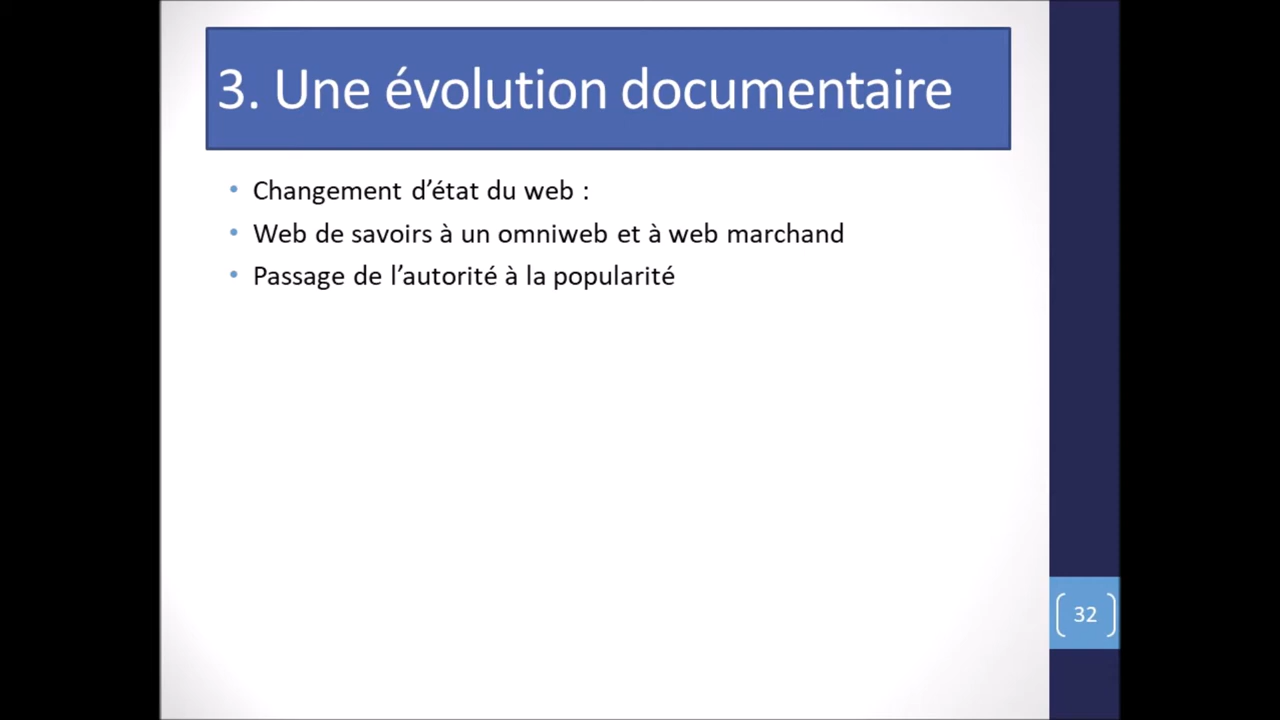 3. Une évolution documentaire
• Changement d’état du web :
• Web de savoirs à un omniweb et à web marchand
• Passage de l’autorité à la popularité
32